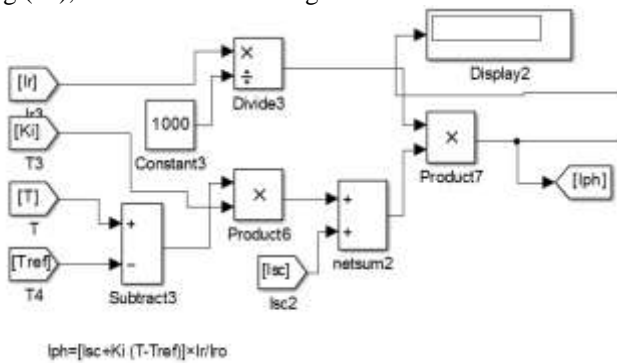 [Ir]
Ir3
×
÷
Divide3
Display2
[Ki]
T3
1000
Constant3
×
Product7
[Iph]
[T]
T
+
−
Subtract3
×
Product6
+
+
netsum2
[Tref]
T4
[Isc]
Isc2
Iph=[Isc+Ki (T-Tref)]×Ir/Iro